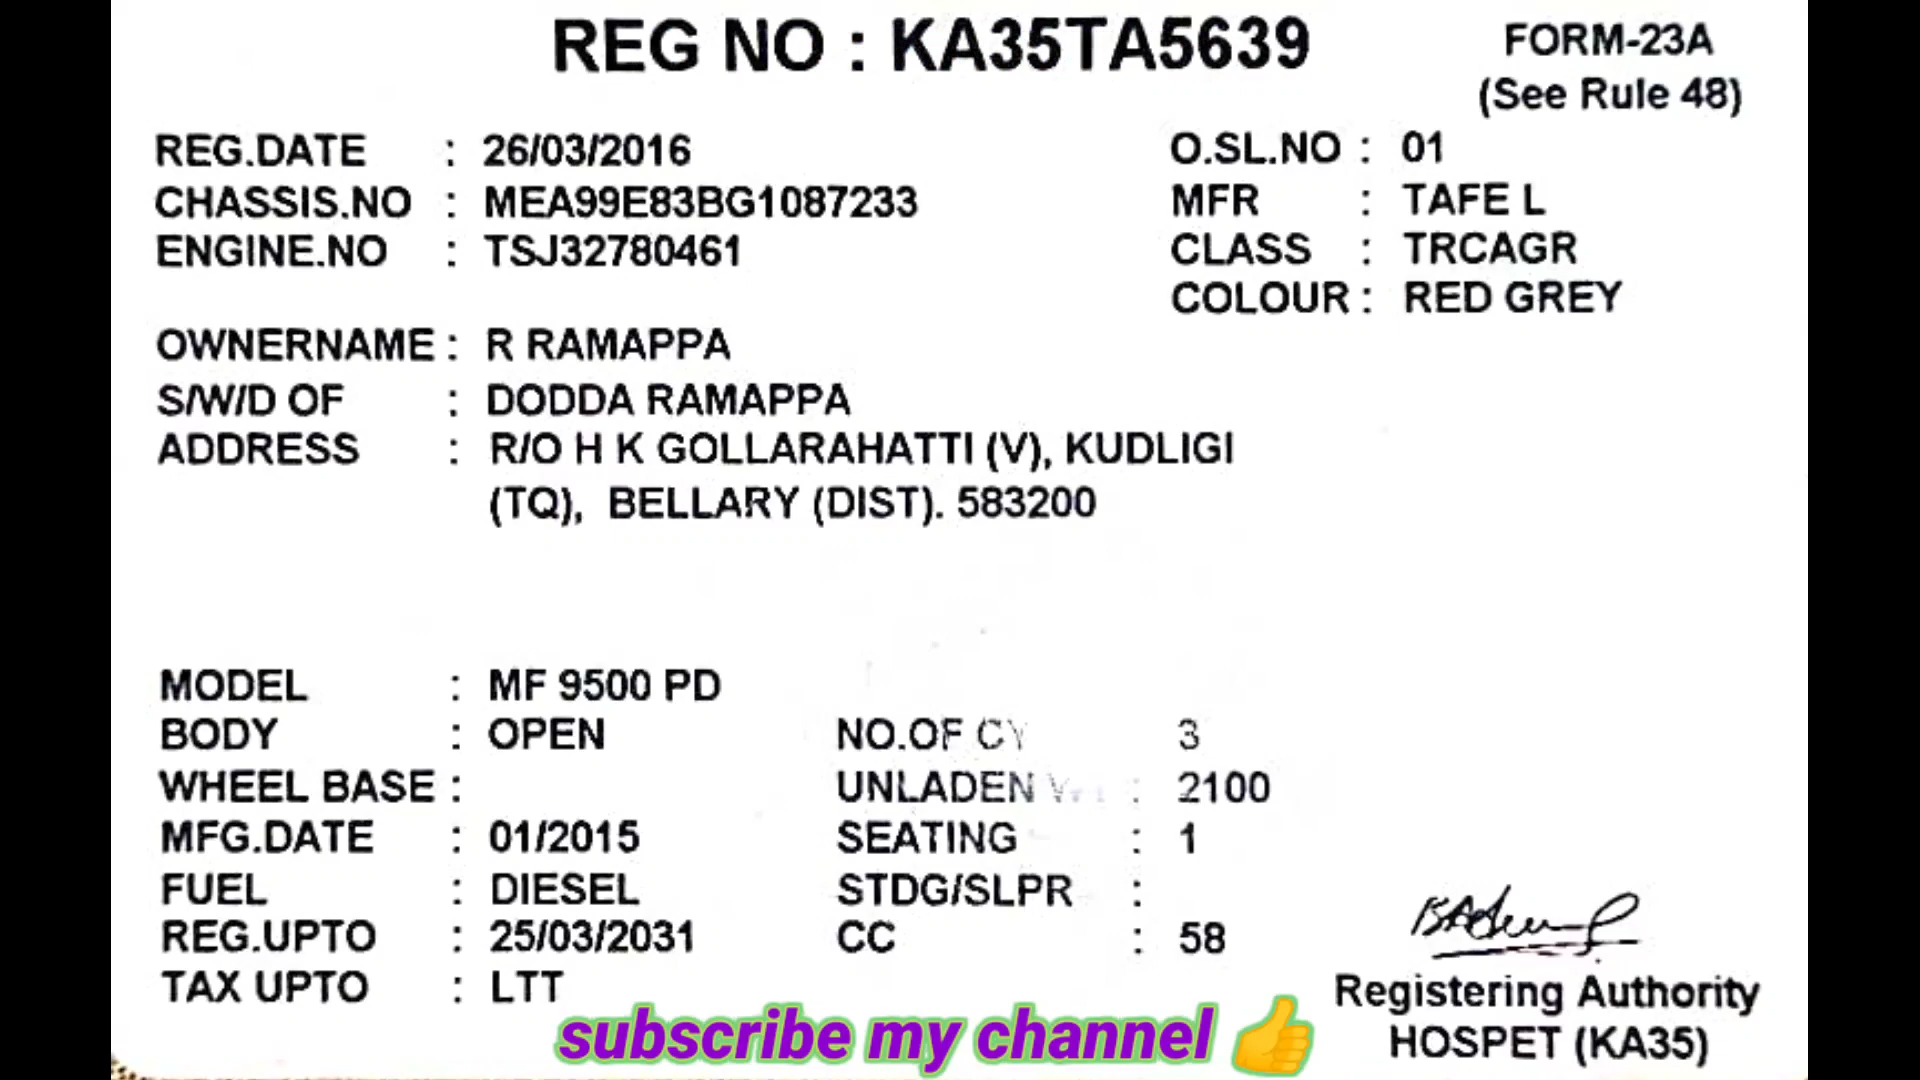 REG NO : KA35TA5639
FORM-23A
(See Rule 48)
REG.DATE : 26/03/2016
O.SL.NO : 01
CHASSIS.NO : MEA99E83BG1087233
MFR : TAFE L
ENGINE.NO : TSJ32780461
CLASS : TRCAGR
COLOUR : RED GREY
OWNERNAME : R RAMAPPA
S/W/D OF : DODDA RAMAPPA
ADDRESS : R/O H K GOLLARAHATTI (V), KUDLIGI
(TQ), BELLARY (DIST). 583200
MODEL : MF 9500 PD
BODY : OPEN NO.OF CY 3
WHEEL BASE : UNLADEN : 2100
MFG.DATE : 01/2015 SEATING : 1
FUEL : DIESEL STDG/SLPR :
REG.UPTO : 25/03/2031 CC : 58
TAX UPTO : LTT
Registering Authority
HOSPET (KA35)
subscribe my channel 👍